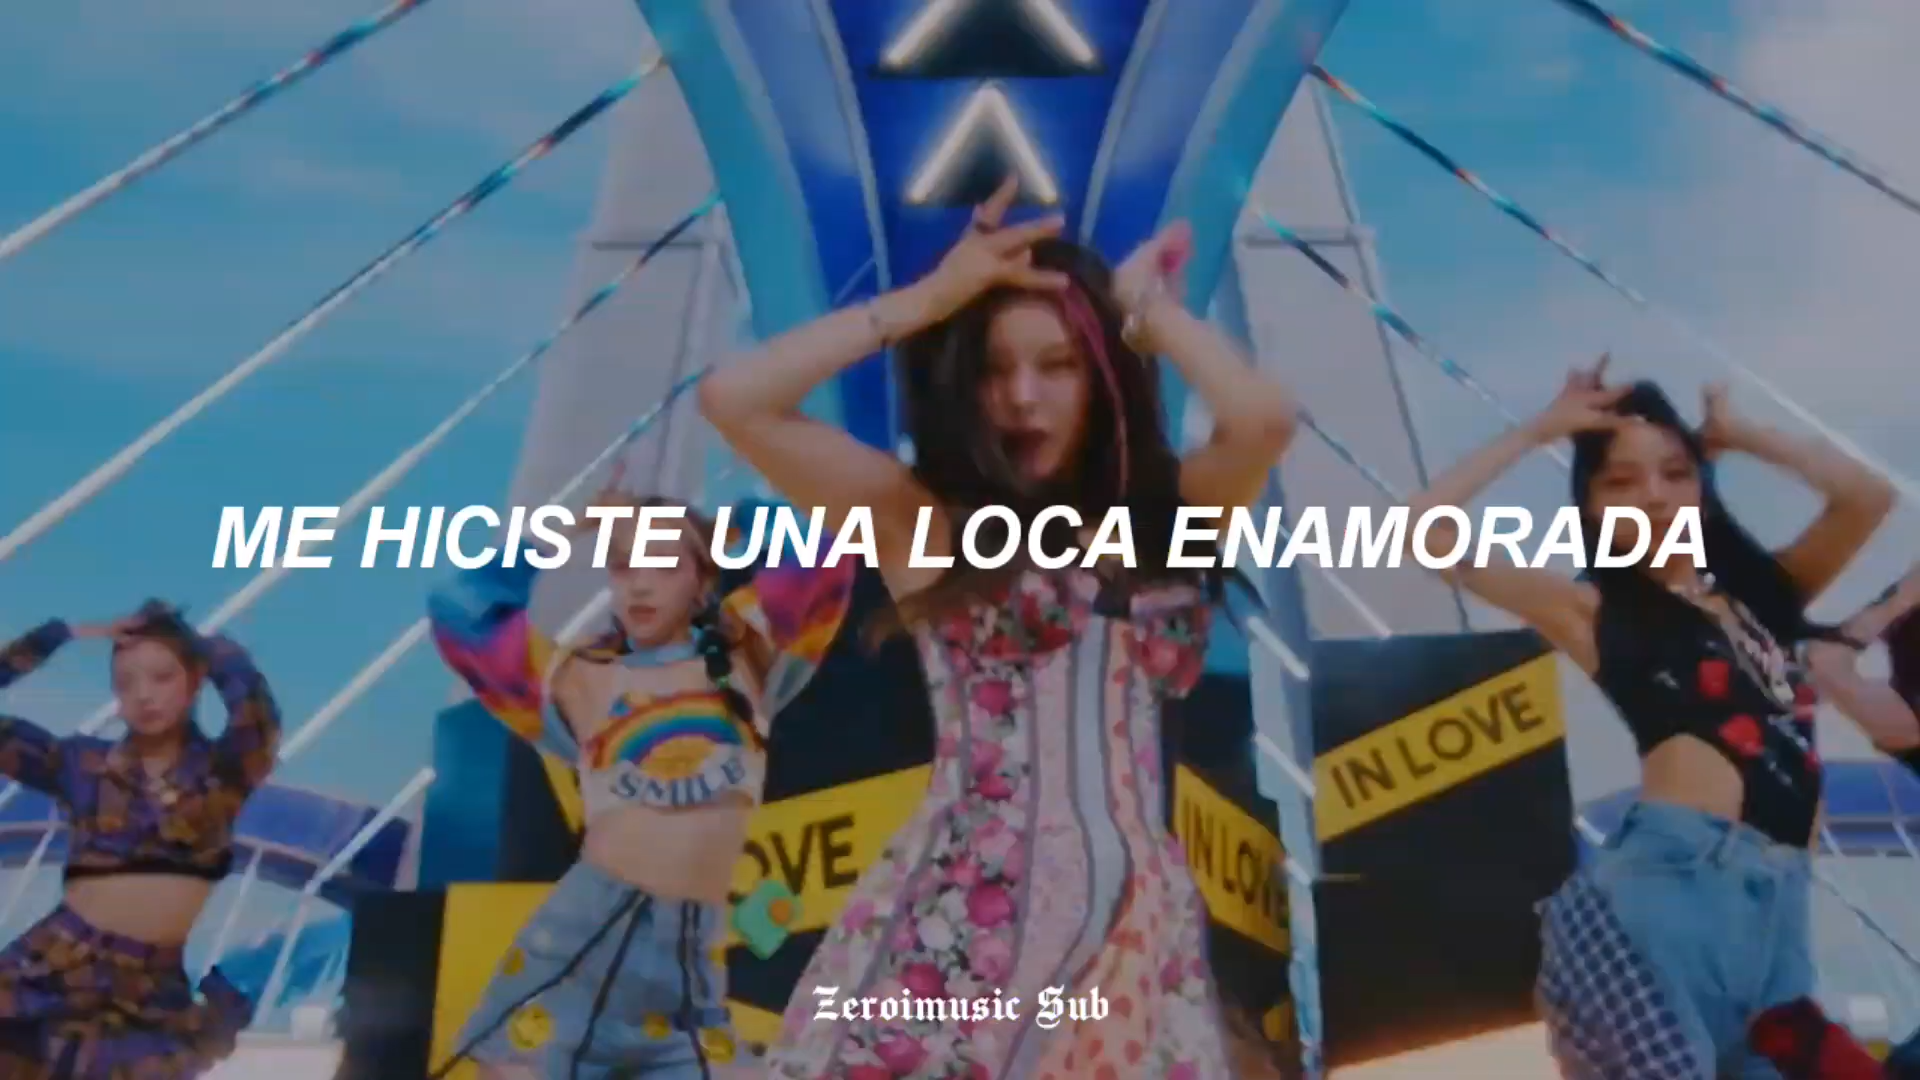 ME HICISTE UNA LOCA ENAMORADA
SMILE
OVE
IN LOVE
IN LOVE
Zeroimusic Sub